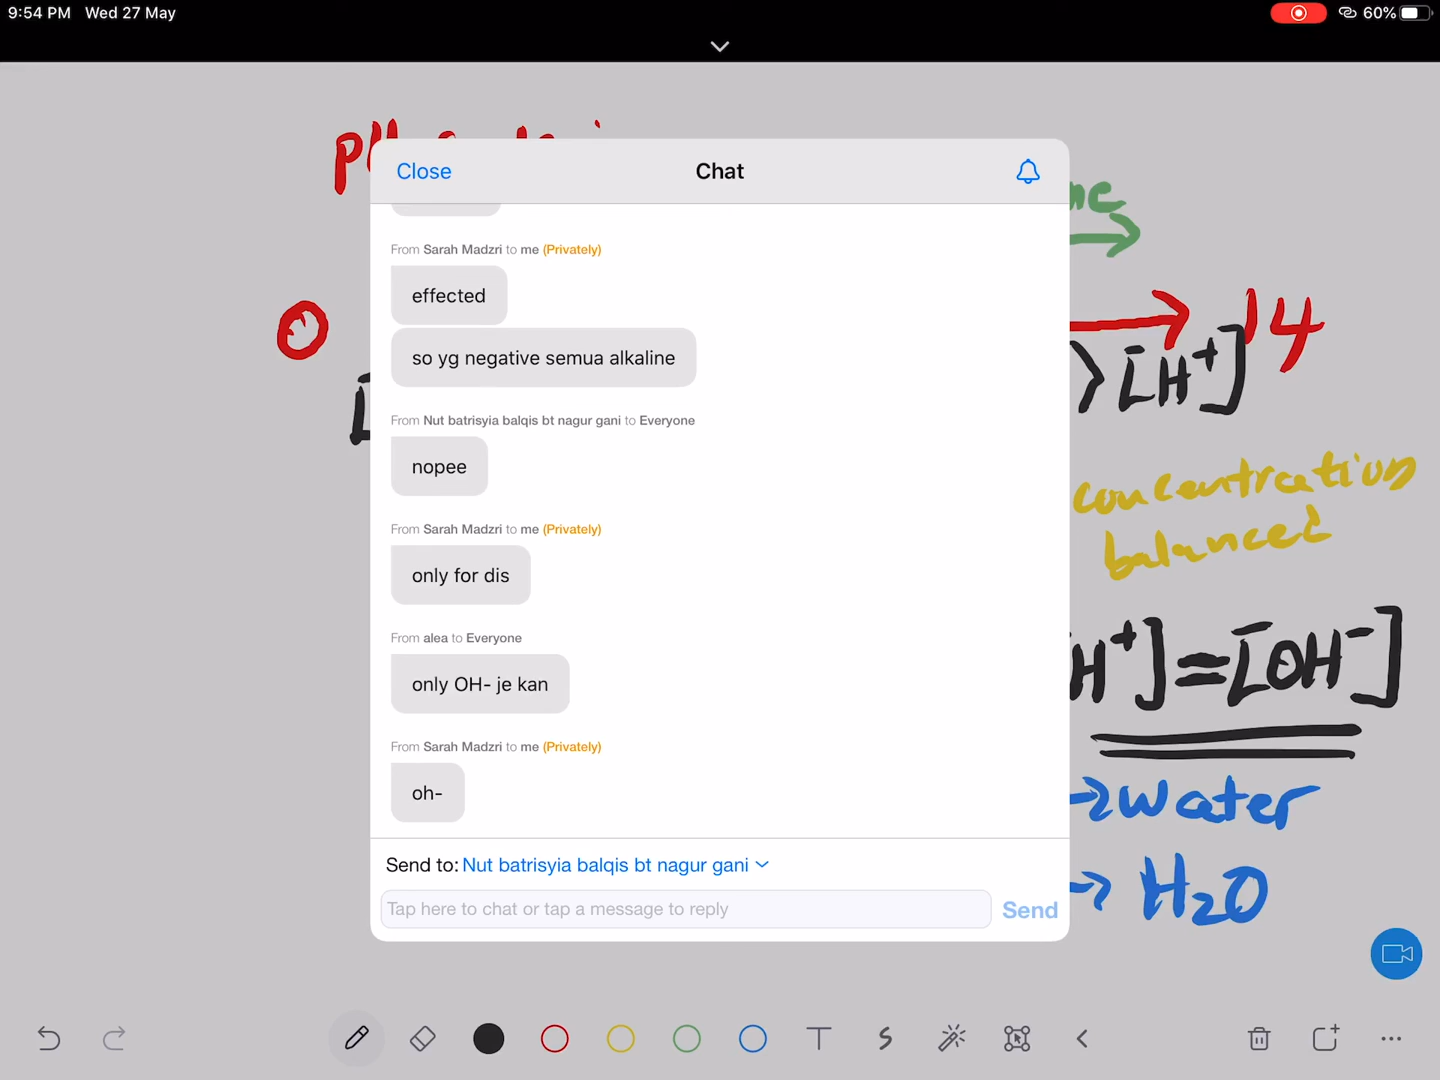 9:54 PM Wed 27 May
60%
pH
0
14
Close
Chat
From Sarah Madzri to me (Privately)
effected
so yg negative semua alkaline
From Nut batrisyia balqis bt nagur gani to Everyone
nopee
From Sarah Madzri to me (Privately)
only for dis
From alea to Everyone
only OH- je kan
From Sarah Madzri to me (Privately)
oh-
Send to: Nut batrisyia balqis bt nagur gani
Tap here to chat or tap a message to reply
Send
> [H⁺]
concentration
balanced
H⁺] = [OH⁻]
→ water
→ H₂O
T